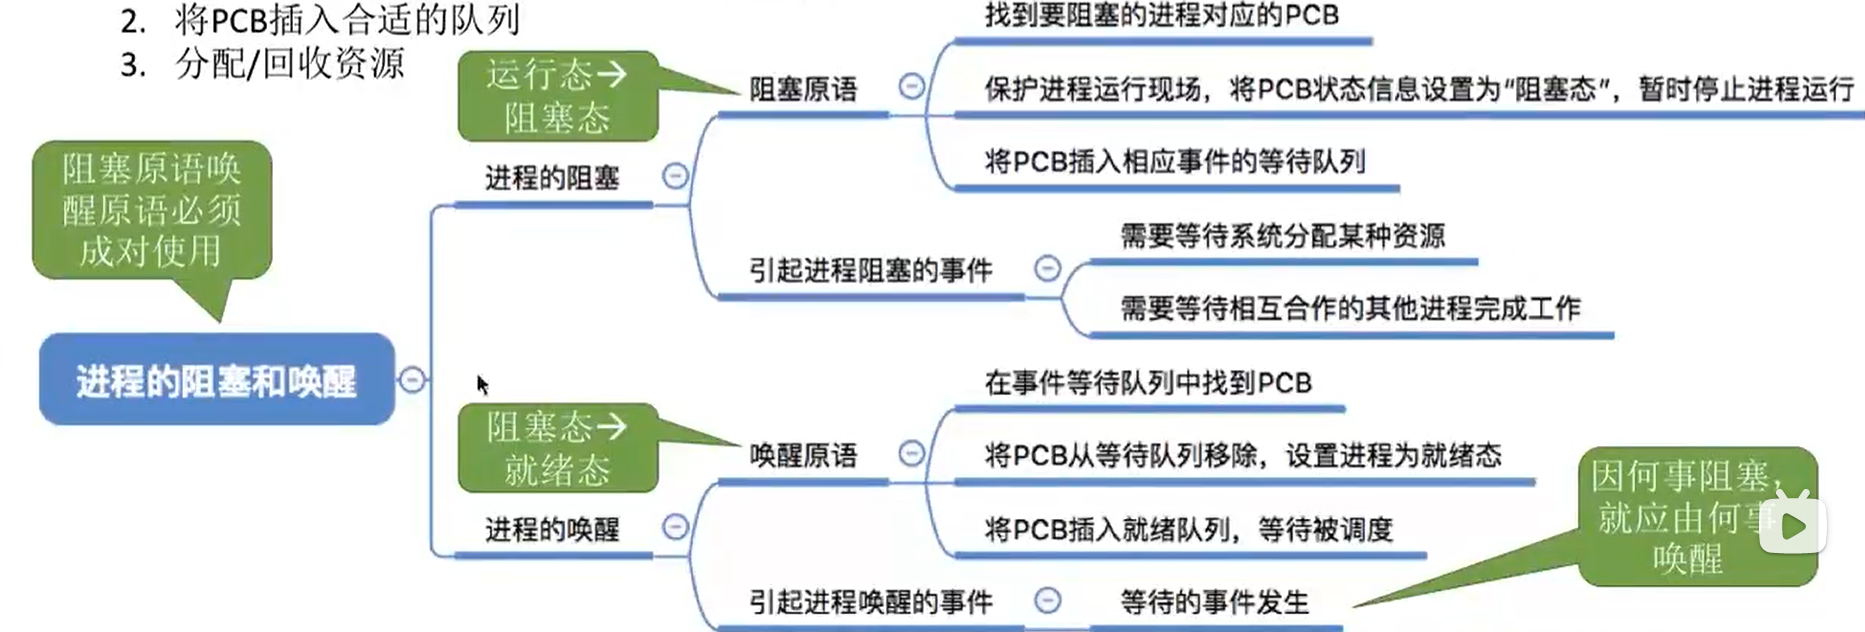 2. 将PCB插入合适的队列
3. 分配/回收资源
运行态→
阻塞态
阻塞原语唤
醒原语必须
成对使用
进程的阻塞和唤醒
进程的阻塞
阻塞原语
找到要阻塞的进程对应的PCB
保护进程运行现场，将PCB状态信息设置为“阻塞态”，暂时停止进程运行
将PCB插入相应事件的等待队列
引起进程阻塞的事件
需要等待系统分配某种资源
需要等待相互合作的其他进程完成工作
阻塞态→
就绪态
进程的唤醒
唤醒原语
在事件等待队列中找到PCB
将PCB从等待队列移除，设置进程为就绪态
将PCB插入就绪队列，等待被调度
引起进程唤醒的事件
等待的事件发生
因何事阻塞，
就应由何事
唤醒